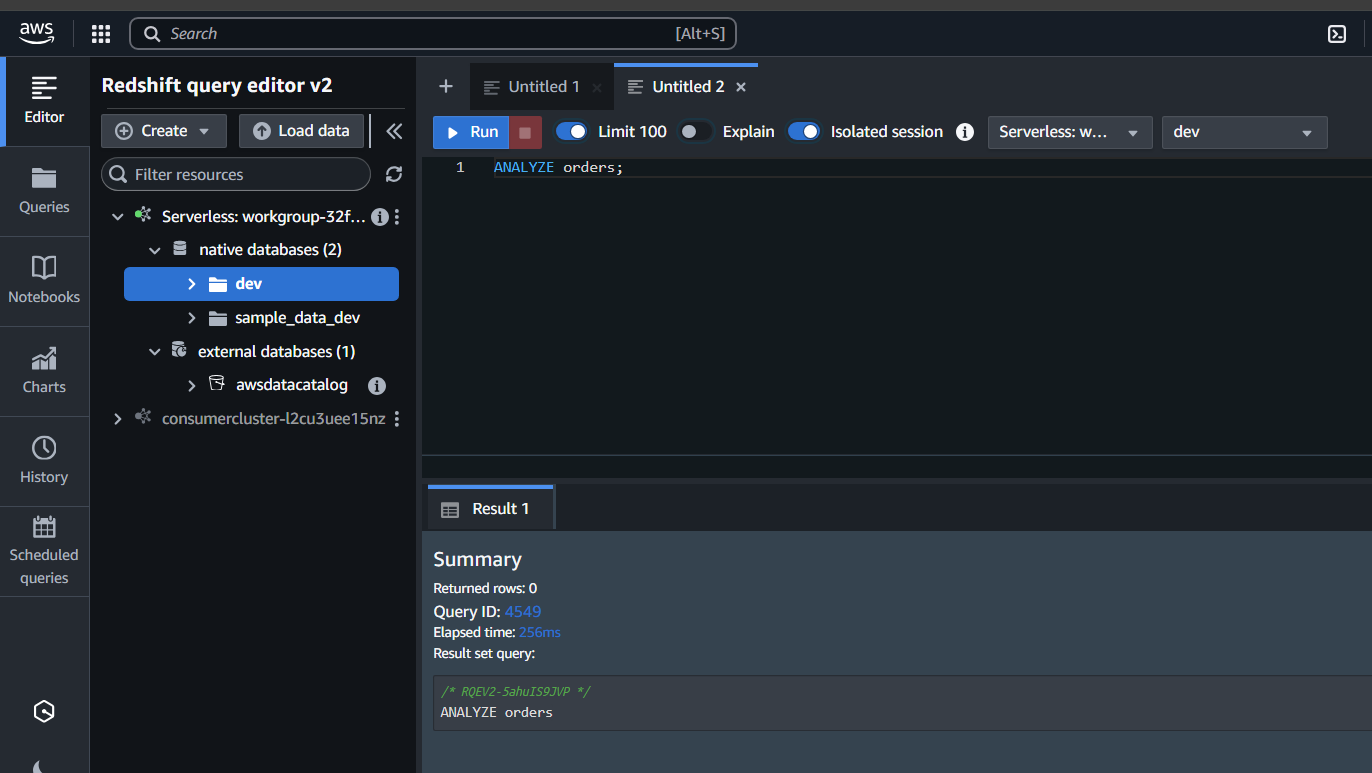 aws
Search [Alt+S]
Editor
Queries
Notebooks
Charts
History
Scheduled
queries
Redshift query editor v2
Create
Load data
Filter resources
Serverless: workgroup-32f...
native databases (2)
dev
sample_data_dev
external databases (1)
awsdatacatalog
consumercluster-l2cu3uee15nz
Untitled 1
Untitled 2
Run Limit 100 Explain Isolated session Serverless: w... dev
1 ANALYZE orders;
Result 1
Summary
Returned rows: 0
Query ID: 4549
Elapsed time: 256ms
Result set query:
/* RQEV2-5ahuIS9JVP */
ANALYZE orders